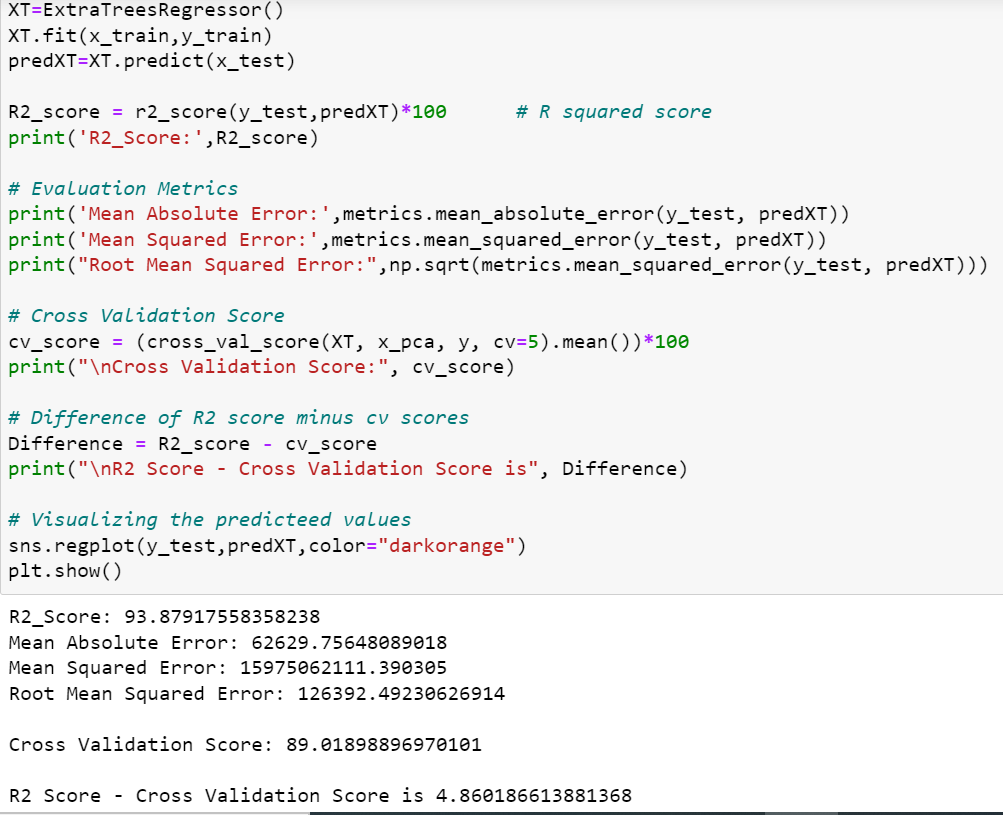 XT=ExtraTreesRegressor()
XT.fit(x_train,y_train)
predXT=XT.predict(x_test)
R2_score = r2_score(y_test,predXT)*100      # R squared score
print('R2_Score:',R2_score)
# Evaluation Metrics
print('Mean Absolute Error:',metrics.mean_absolute_error(y_test, predXT))
print('Mean Squared Error:',metrics.mean_squared_error(y_test, predXT))
print("Root Mean Squared Error:",np.sqrt(metrics.mean_squared_error(y_test, predXT)))
# Cross Validation Score
cv_score = (cross_val_score(XT, x_pca, y, cv=5).mean())*100
print("\nCross Validation Score:", cv_score)
# Difference of R2 score minus cv scores
Difference = R2_score - cv_score
print("\nR2 Score - Cross Validation Score is", Difference)
# Visualizing the predicteed values
sns.regplot(y_test,predXT,color="darkorange")
plt.show()
R2_Score: 93.87917558358238
Mean Absolute Error: 62629.75648089018
Mean Squared Error: 15975062111.390305
Root Mean Squared Error: 126392.49230626914
Cross Validation Score: 89.01898896970101
R2 Score - Cross Validation Score is 4.860186613881368